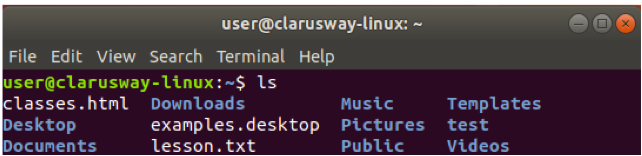 user@clarusway-linux: ~
File Edit View Search Terminal Help
user@clarusway-linux:~$ ls
classes.html Downloads Music Templates
Desktop examples.desktop Pictures test
Documents lesson.txt Public Videos